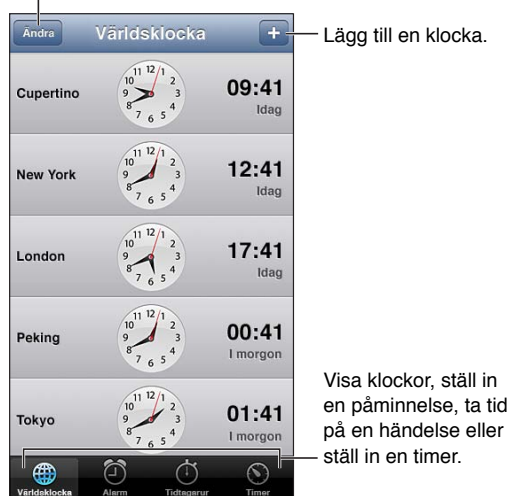 Ändra
Världsklocka
+
Lägg till en klocka.
Cupertino
09:41
Idag
New York
12:41
Idag
London
17:41
Idag
Peking
00:41
I morgon
Tokyo
01:41
I morgon
Visa klockor, ställ in
en påminnelse, ta tid
på en händelse eller
ställ in en timer.
Världsklocka
Alarm
Tidtagarur
Timer